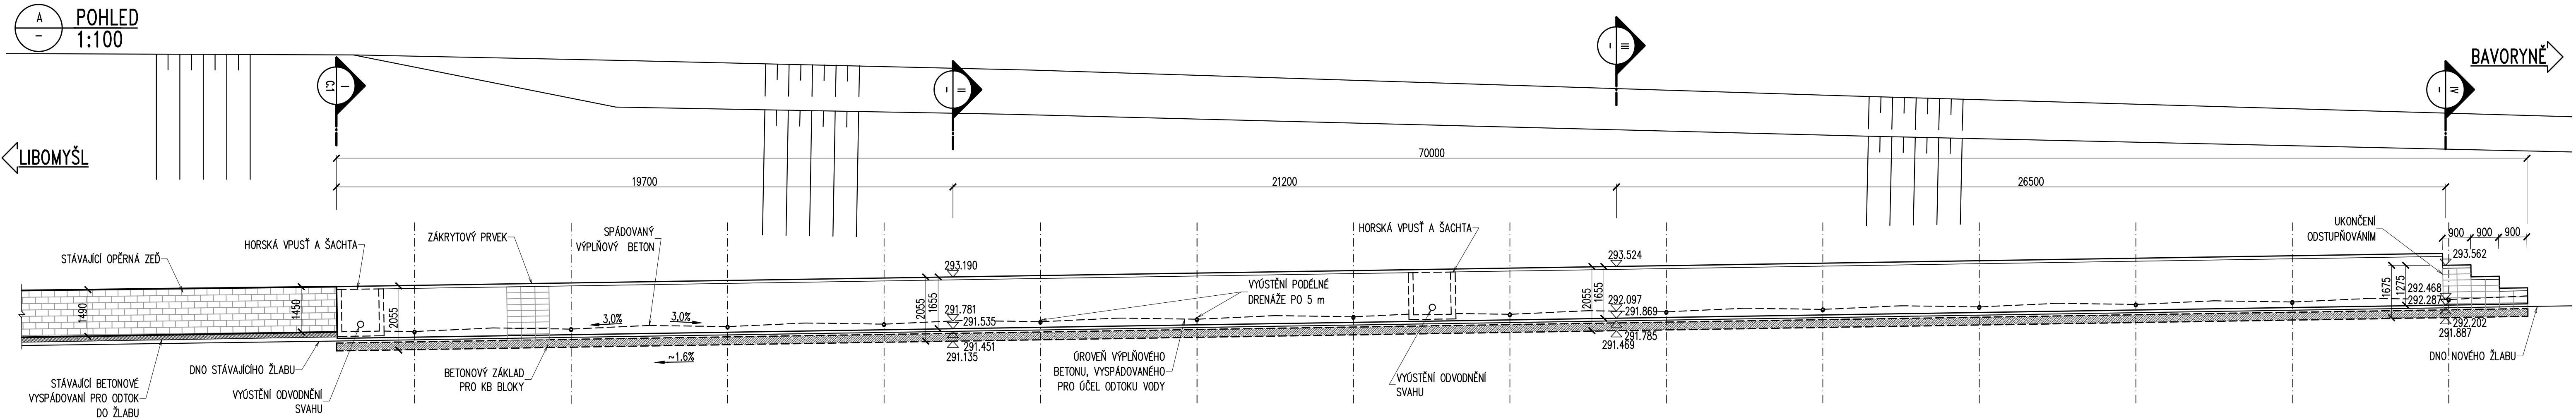 A
–
POHLED
1:100
LIBOMYŠL
BAVORYNĚ
I
C.1
II
–
III
–
IV
–
70000
19700
21200
26500
STÁVAJÍCÍ OPĚRNÁ ZEĎ
HORSKÁ VPUSŤ A ŠACHTA
ZÁKRYTOVÝ PRVEK
SPÁDOVANÝ
VÝPLŇOVÝ BETON
VYÚSTĚNÍ PODÉLNÉ
DRENÁŽE PO 5 m
HORSKÁ VPUSŤ A ŠACHTA
UKONČENÍ
ODSTUPŇOVÁNÍM
900
900
900
1490
1450
2055
3,0%
3,0%
~1.6%
2055
1655
293.190
291.781
291.535
291.451
291.135
2055
1655
293.524
292.097
291.869
291.785
291.469
1675
1275
293.562
292.468
292.287
292.202
291.887
STÁVAJÍCÍ BETONOVÉ
VYSPÁDOVANÍ PRO ODTOK
DO ŽLABU
DNO STÁVAJÍCÍHO ŽLABU
VYÚSTĚNÍ ODVODNĚNÍ
SVAHU
BETONOVÝ ZÁKLAD
PRO KB BLOKY
ÚROVEŇ VÝPLŇOVÉHO
BETONU, VYSPÁDOVANÉHO
PRO ÚČEL ODTOKU VODY
VYÚSTĚNÍ ODVODNĚNÍ
SVAHU
DNO NOVÉHO ŽLABU